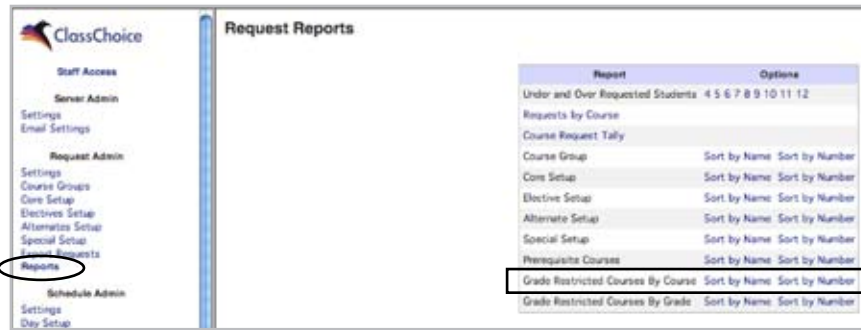 ClassChoice
Staff Access
Server Admin
Settings
Email Settings
Request Admin
Settings
Course Groups
Core Setup
Electives Setup
Alternates Setup
Special Setup
Export Requests
Reports
Schedule Admin
Settings
Day Setup
Request Reports
Report Options
Under and Over Requested Students 4 5 6 7 8 9 10 11 12
Requests by Course
Course Request Tally
Course Group Sort by Name Sort by Number
Core Setup Sort by Name Sort by Number
Elective Setup Sort by Name Sort by Number
Alternate Setup Sort by Name Sort by Number
Special Setup Sort by Name Sort by Number
Prerequisite Courses Sort by Name Sort by Number
Grade Restricted Courses By Course Sort by Name Sort by Number
Grade Restricted Courses By Grade Sort by Name Sort by Number